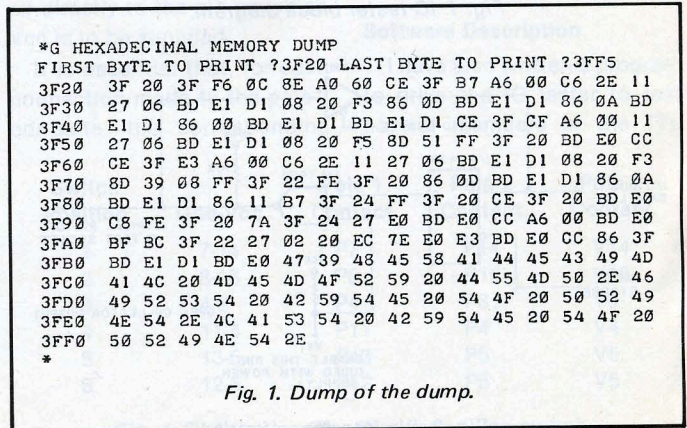 *G HEXADECIMAL MEMORY DUMP
FIRST BYTE TO PRINT ?3F20 LAST BYTE TO PRINT ?3FF5
3F20 3F 20 3F F8 0C 8E A0 60 CE 3F B7 A6 00 C6 2E 11
3F30 27 06 BD E1 D1 08 20 F3 86 0D BD E1 D1 86 0A BD
3F40 E1 D1 86 00 BD E1 D1 BD E1 D1 CE 3F CF A6 00 11
3F50 27 06 BD E1 D1 08 20 F5 8D 51 FF 3F 20 BD E0 CC
3F60 CE 3F E3 A6 00 C6 2E 11 27 06 BD E1 D1 08 20 F3
3F70 8D 39 08 FF 3F 22 FE 3F 20 86 0D BD E1 D1 86 0A
3F80 BD E1 D1 86 11 B7 3F 24 FF 3F 20 CE 3F 20 BD E0
3F90 C8 FE 3F 20 7A 3F 24 27 E0 BD E0 CC A6 00 BD E0
3FA0 BF BC 3F 22 27 02 20 EC 7E E0 E3 BD E0 CC 86 3F
3FB0 BD E1 D1 BD E0 47 39 48 45 58 41 44 45 43 49 4D
3FC0 41 4C 20 4D 45 4D 4F 52 59 20 44 55 4D 50 2E 46
3FD0 49 52 53 54 20 42 59 54 45 20 54 4F 20 50 52 49
3FE0 4E 54 2E 4C 41 53 54 20 42 59 54 45 20 54 4F 20
3FF0 50 52 49 4E 54 2E
*
Fig. 1. Dump of the dump.